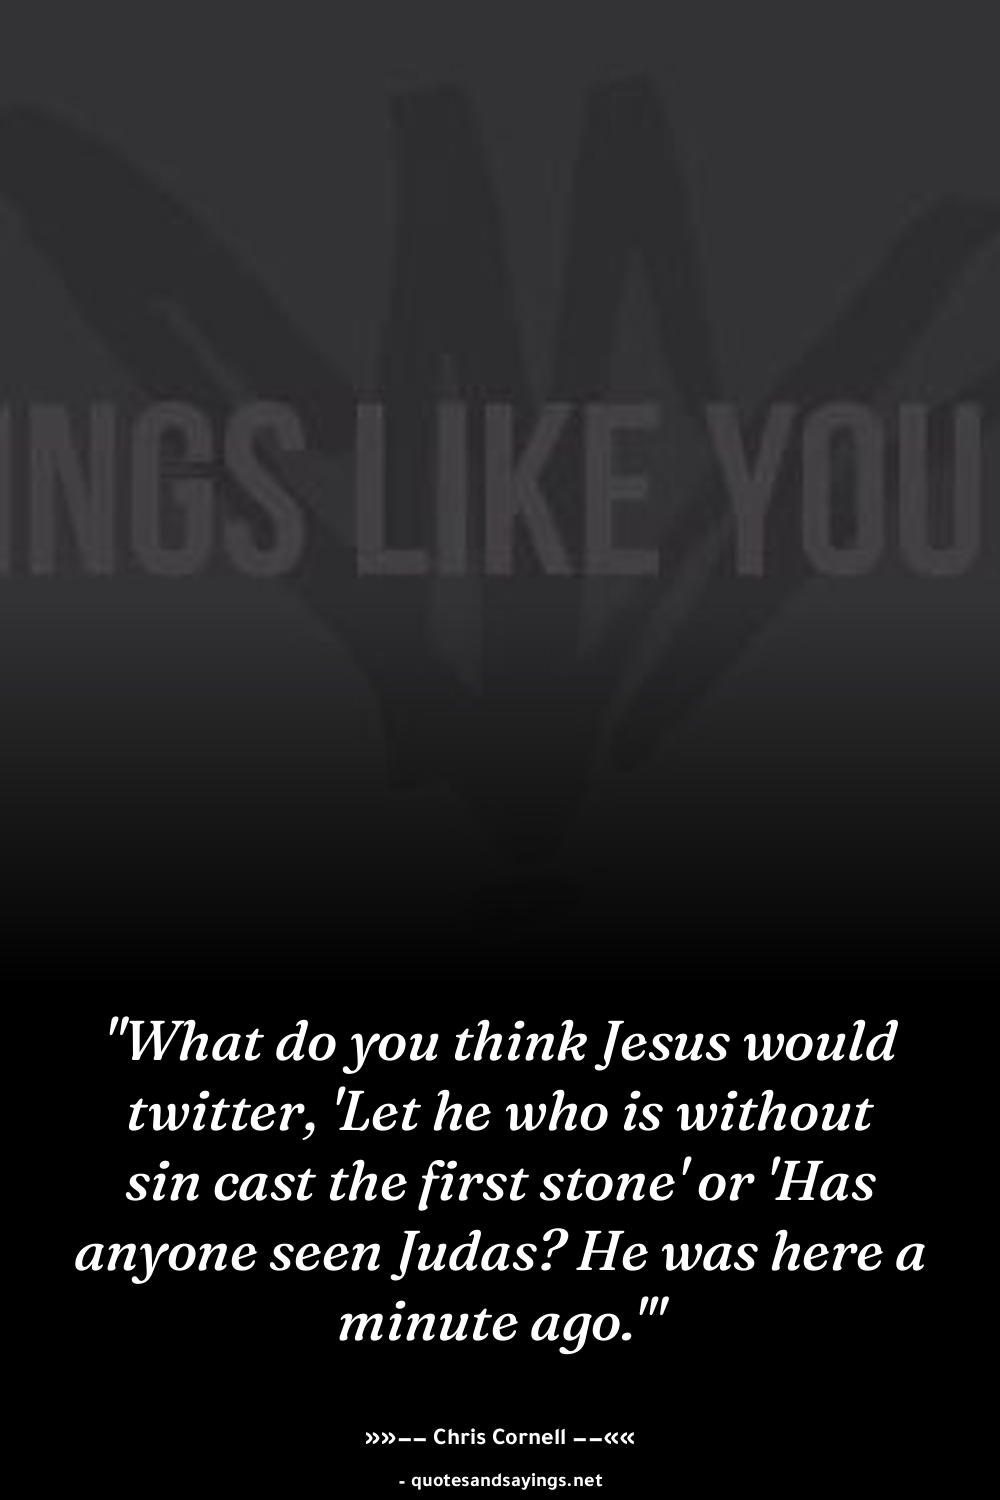 INGS LIKE YOU
"What do you think Jesus would
twitter, 'Let he who is without
sin cast the first stone' or 'Has
anyone seen Judas? He was here a
minute ago.'"
»»–– Chris Cornell ––««
- quotesandsayings.net